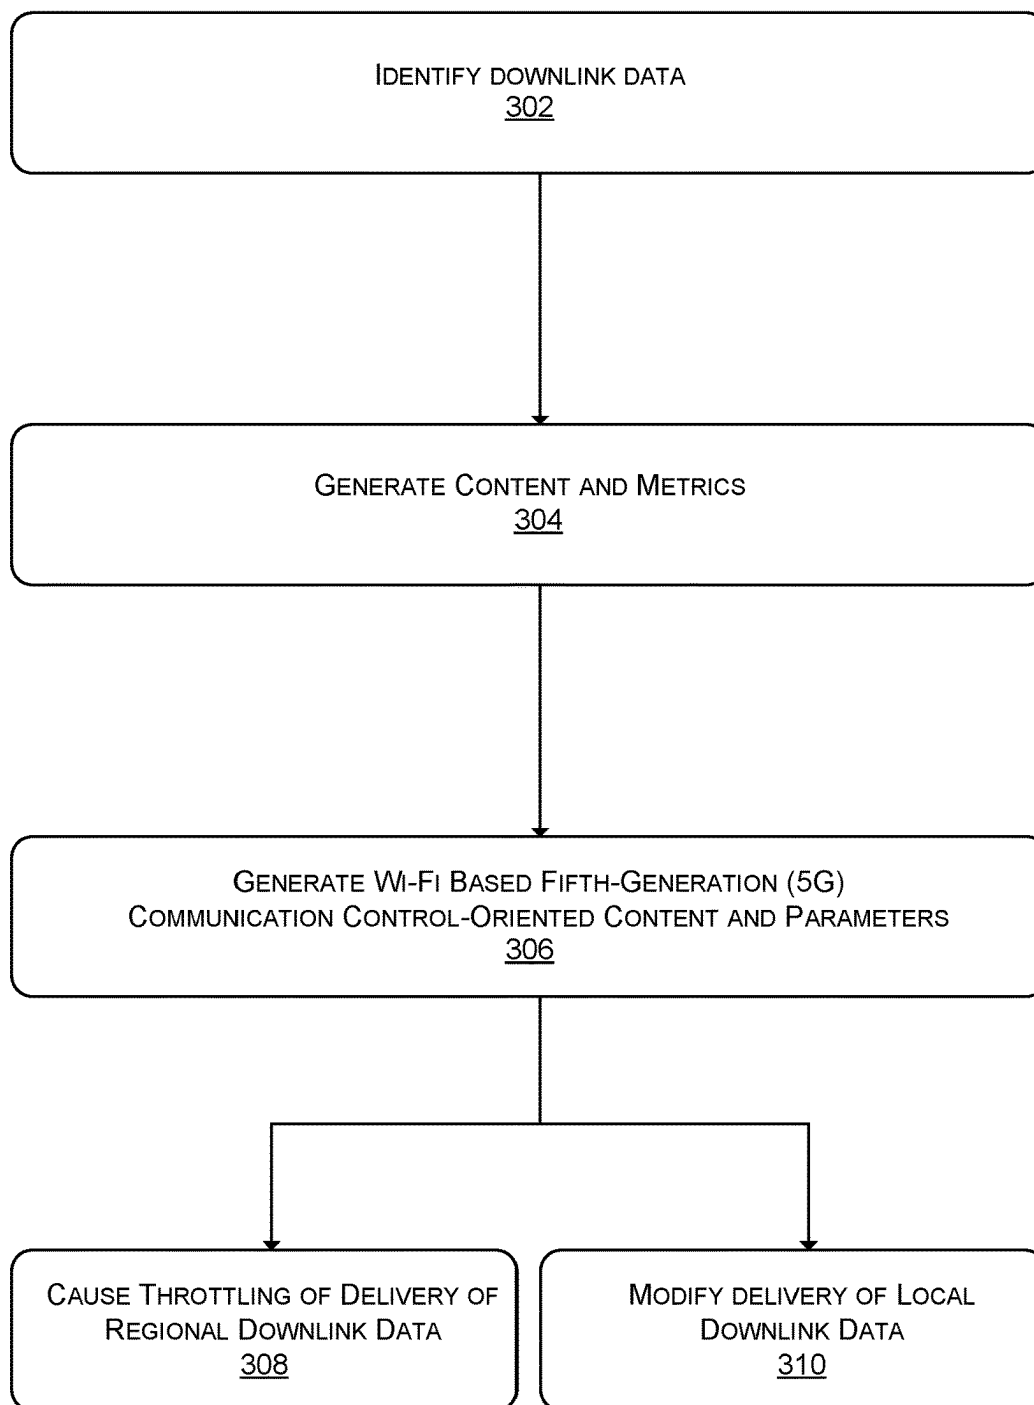 IDENTIFY DOWNLINK DATA
302
GENERATE CONTENT AND METRICS
304
GENERATE WI-FI BASED FIFTH-GENERATION (5G)
COMMUNICATION CONTROL-ORIENTED CONTENT AND PARAMETERS
306
CAUSE THROTTLING OF DELIVERY OF
REGIONAL DOWNLINK DATA
308
MODIFY DELIVERY OF LOCAL
DOWNLINK DATA
310